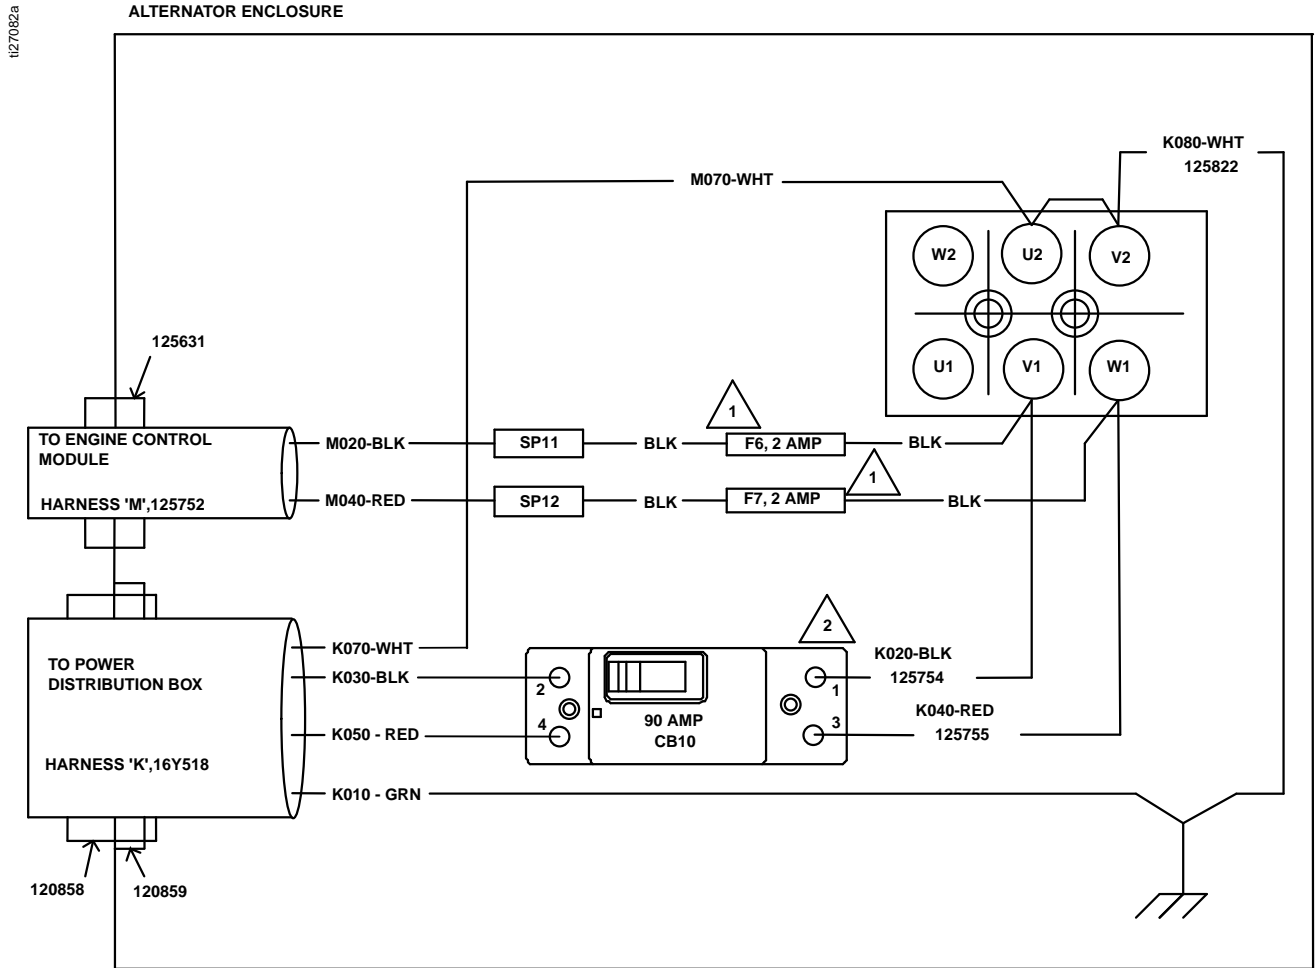 ti27082a
ALTERNATOR ENCLOSURE
K080-WHT
125822
M070-WHT
W2
U2
V2
125631
U1
V1
W1
1
TO ENGINE CONTROL
MODULE
HARNESS 'M',125752
M020-BLK
SP11
BLK
F6, 2 AMP
BLK
1
M040-RED
SP12
BLK
F7, 2 AMP
BLK
2
TO POWER
DISTRIBUTION BOX
HARNESS 'K',16Y518
K070-WHT
K030-BLK
K050 - RED
K010 - GRN
2
4
90 AMP
CB10
1
3
K020-BLK
125754
K040-RED
125755
120858
120859